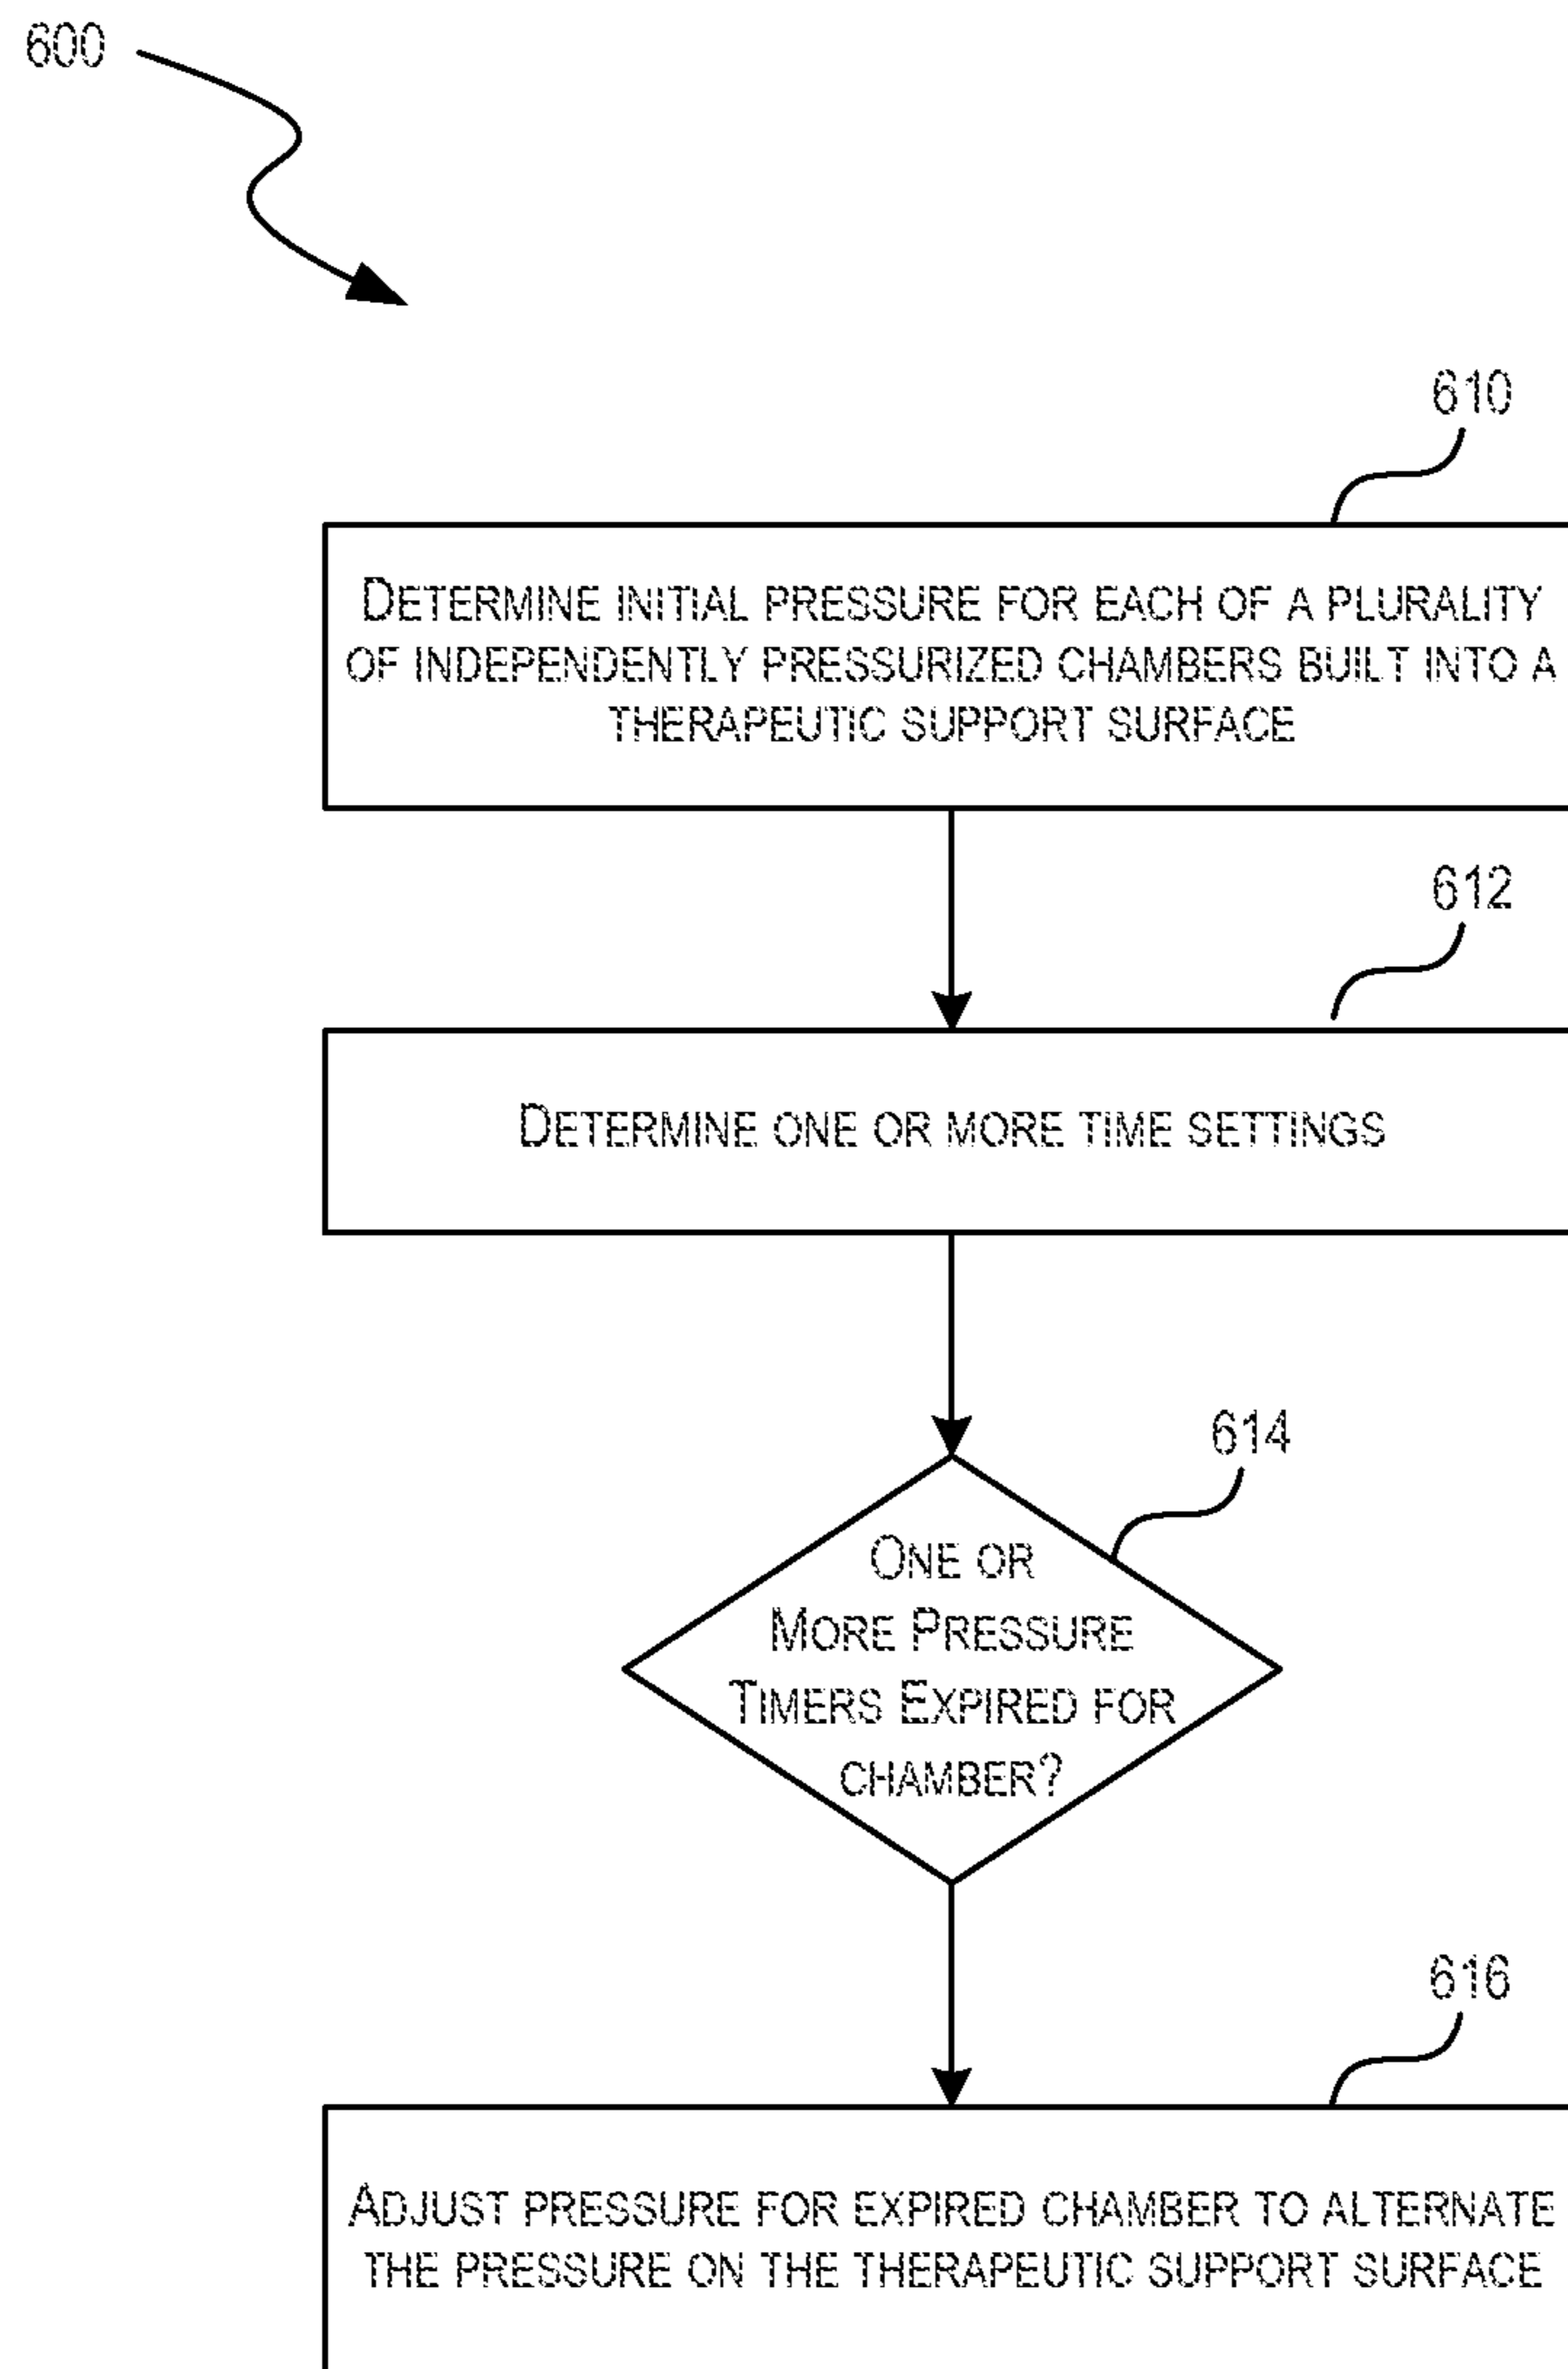 600
610
DETERMINE INITIAL PRESSURE FOR EACH OF A PLURALITY
OF INDEPENDENTLY PRESSURIZED CHAMBERS BUILT INTO A
THERAPEUTIC SUPPORT SURFACE
612
DETERMINE ONE OR MORE TIME SETTINGS
614
ONE OR
MORE PRESSURE
TIMERS EXPIRED FOR
CHAMBER?
616
ADJUST PRESSURE FOR EXPIRED CHAMBER TO ALTERNATE
THE PRESSURE ON THE THERAPEUTIC SUPPORT SURFACE